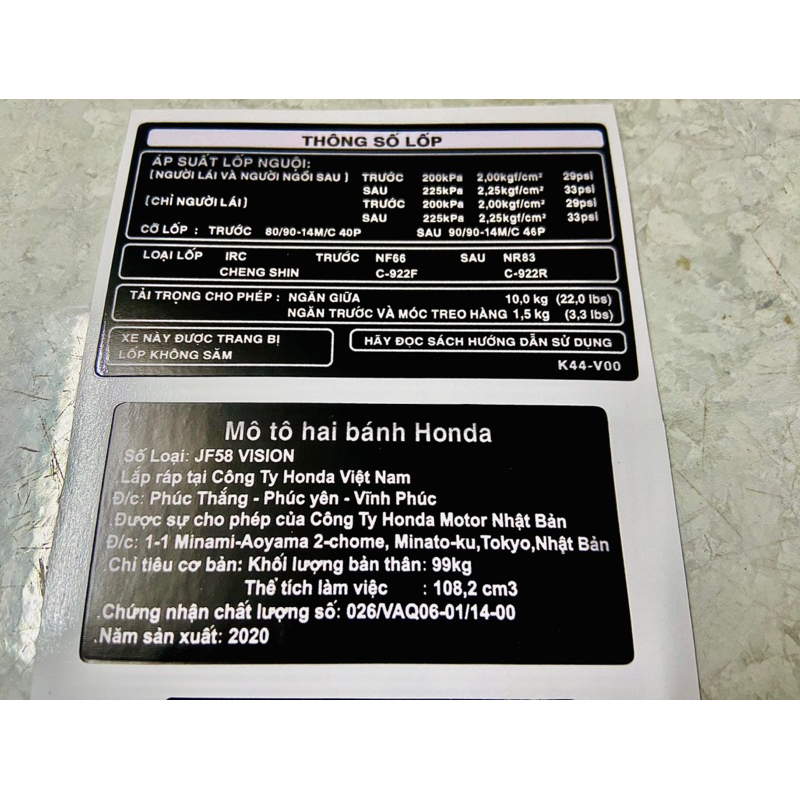 THÔNG SỐ LỐP
ÁP SUẤT LỐP NGUỘI:
(NGƯỜI LÁI VÀ NGƯỜI NGỒI SAU) TRƯỚC 200kPa 2,00kgf/cm² 29psi
SAU 225kPa 2,25kgf/cm² 33psi
(CHỈ NGƯỜI LÁI) TRƯỚC 200kPa 2,00kgf/cm² 29psi
SAU 225kPa 2,25kgf/cm² 33psi
CỠ LỐP : TRƯỚC 80/90-14M/C 40P SAU 90/90-14M/C 46P
LOẠI LỐP IRC TRƯỚC NF66 SAU NR83
CHENG SHIN C-922F C-922R
TẢI TRỌNG CHO PHÉP : NGĂN GIỮA 10,0 kg (22,0 lbs)
NGĂN TRƯỚC VÀ MÓC TREO HÀNG 1,5 kg (3,3 lbs)
XE NÀY ĐƯỢC TRANG BỊ
LỐP KHÔNG SĂM
HÃY ĐỌC SÁCH HƯỚNG DẪN SỬ DỤNG
K44-V00
Mô tô hai bánh Honda
.Số Loại: JF58 VISION
.Lắp ráp tại Công Ty Honda Việt Nam
Đ/c: Phúc Thắng - Phúc yên - Vĩnh Phúc
.Được sự cho phép của Công Ty Honda Motor Nhật Bản
Đ/c: 1-1 Minami-Aoyama 2-chome, Minato-ku,Tokyo,Nhật Bản
.Chỉ tiêu cơ bản: Khối lượng bản thân: 99kg
Thể tích làm việc : 108,2 cm3
.Chứng nhận chất lượng số: 026/VAQ06-01/14-00
.Năm sản xuất: 2020